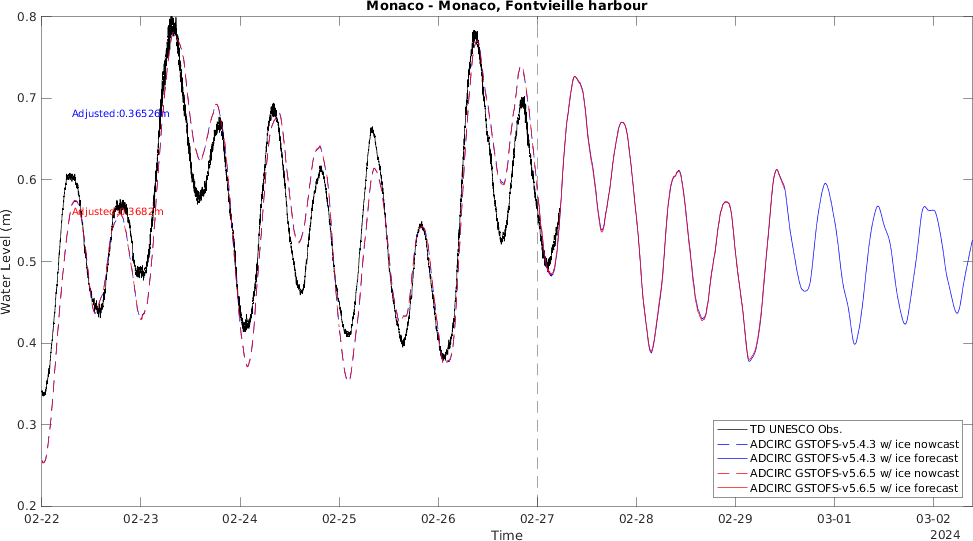 Monaco - Monaco, Fontvieille harbour
0.8
0.7
0.6
0.5
0.4
0.3
0.2
Water Level (m)
Adjusted:0.36526m
Adjusted:0.3682m
TD UNESCO Obs.
ADCIRC GSTOFS-v5.4.3 w/ ice nowcast
ADCIRC GSTOFS-v5.4.3 w/ ice forecast
ADCIRC GSTOFS-v5.6.5 w/ ice nowcast
ADCIRC GSTOFS-v5.6.5 w/ ice forecast
02-22 02-23 02-24 02-25 02-26 02-27 02-28 02-29 03-01 03-02
Time
2024